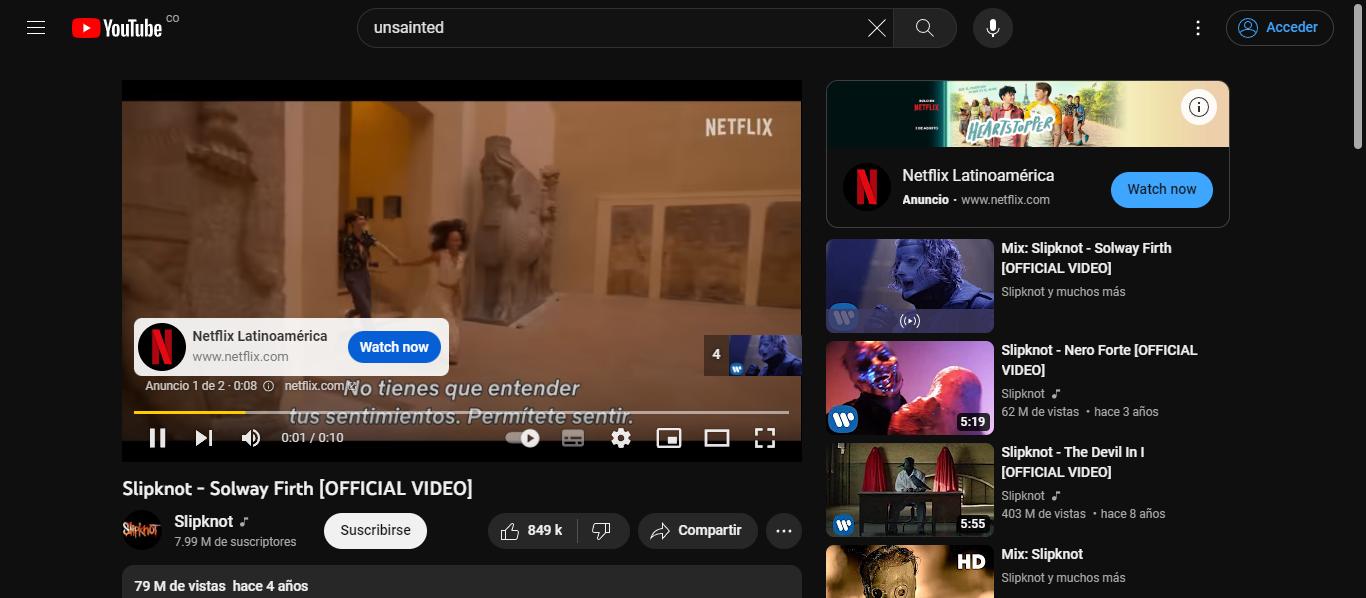 YouTube CO
unsainted
Acceder
NETFLIX
Netflix Latinoamérica
www.netflix.com
Watch now
4
Anuncio 1 de 2 · 0:08 netflix.com
No tienes que entender
tus sentimientos. Permítete sentir.
0:01 / 0:10
Slipknot - Solway Firth [OFFICIAL VIDEO]
Slipknot
Slipknot
7.99 M de suscriptores
Suscribirse
849 k
Compartir
79 M de vistas hace 4 años
SOLO EN
NETFLIX
HEARTSTOPPER
Netflix Latinoamérica
Anuncio · www.netflix.com
Watch now
Mix: Slipknot - Solway Firth
[OFFICIAL VIDEO]
Slipknot y muchos más
Slipknot - Nero Forte [OFFICIAL
VIDEO]
Slipknot
62 M de vistas • hace 3 años
5:19
Slipknot - The Devil In I
[OFFICIAL VIDEO]
Slipknot
403 M de vistas • hace 8 años
5:55
Mix: Slipknot
Slipknot y muchos más
HD